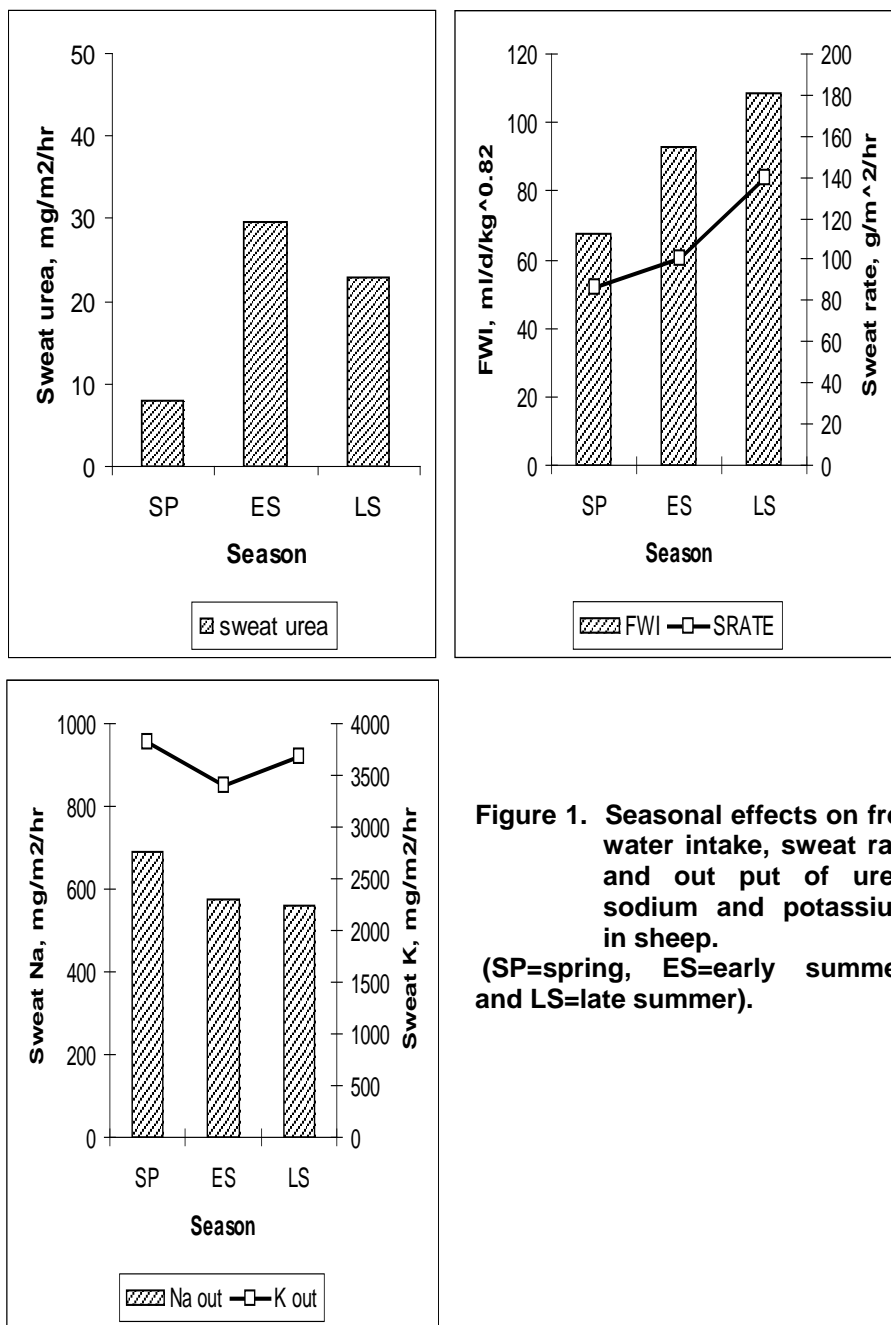 50
40
30
20
10
0
Sweat urea, mg/m2/hr
SP ES LS
Season
sweat urea
120
100
80
60
40
20
0
FWI, ml/d/kg^0.82
200
180
160
140
120
100
80
60
40
20
0
Sweat rate, g/m^2/hr
SP ES LS
Season
FWI SRATE
1000
800
600
400
200
0
Sweat Na, mg/m2/hr
4000
3500
3000
2500
2000
1500
1000
500
0
Sweat K, mg/m2/hr
SP ES LS
Season
Na out K out
Figure 1. Seasonal effects on
water intake, sweat
and out put of
sodium and
in sheep.
(SP=spring, ES=early
and LS=late summer).